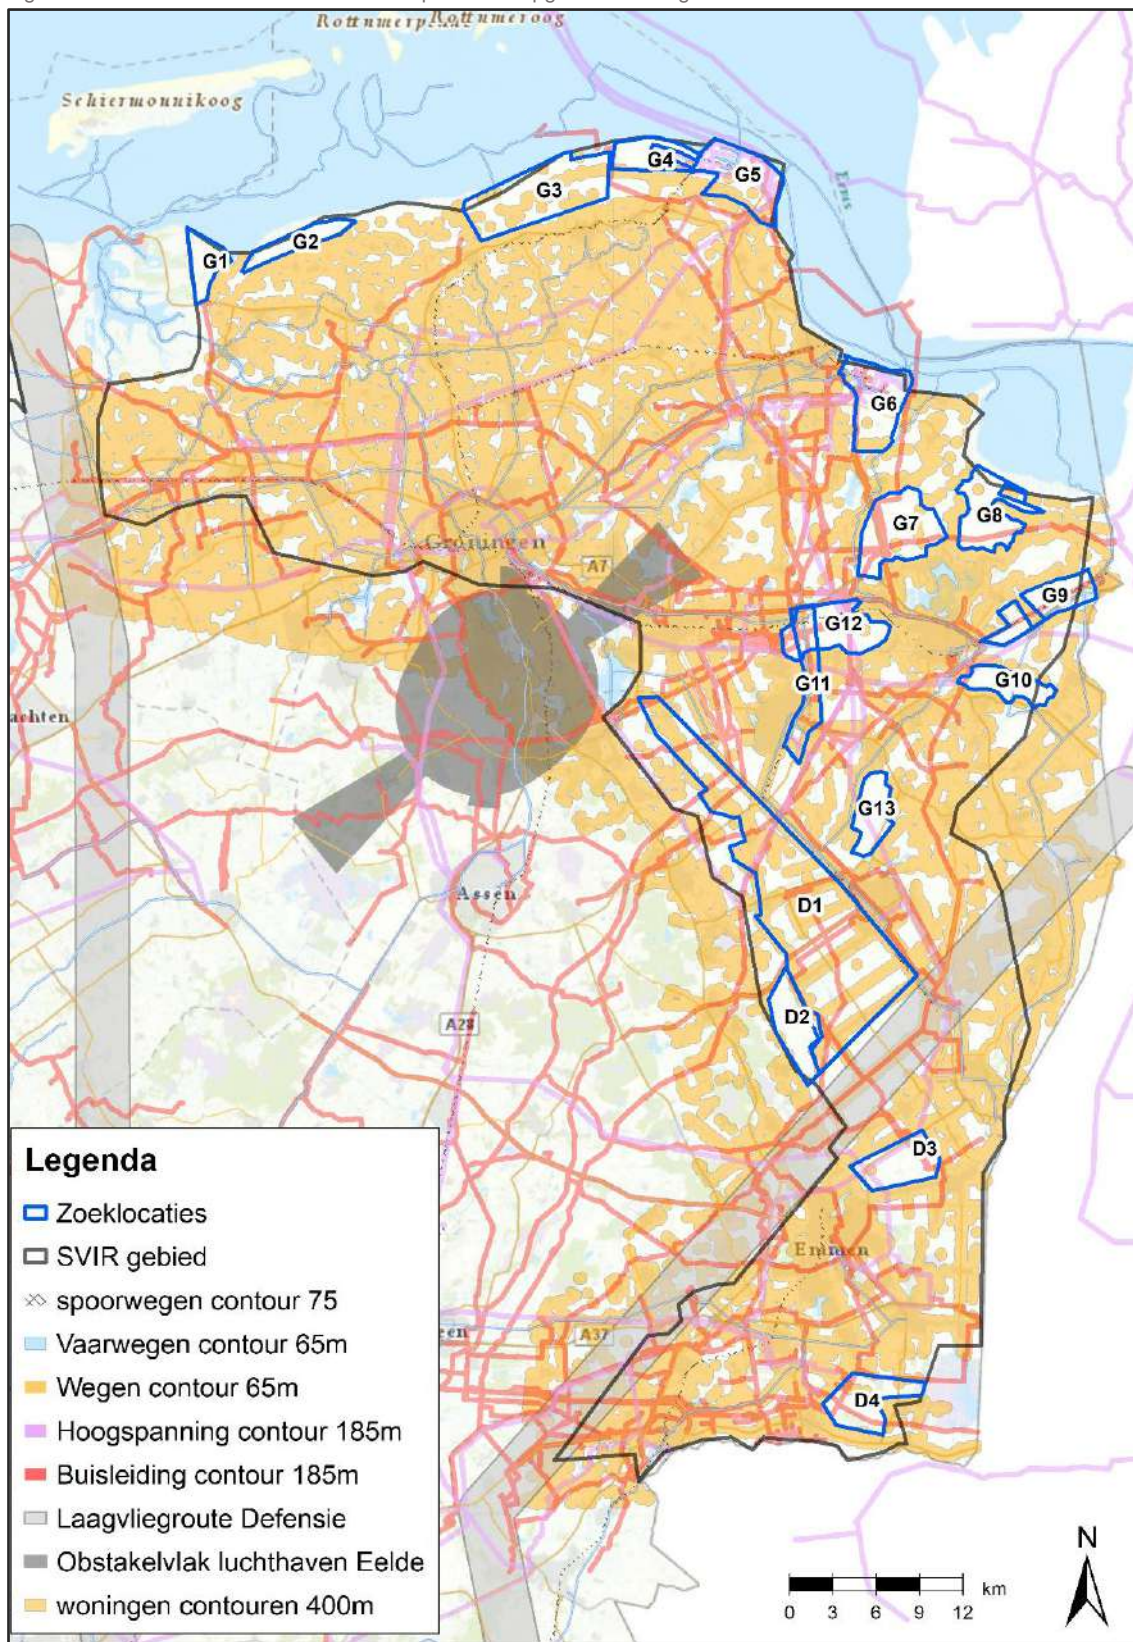 Rottumeroog
Schiermonnikoog
G4
G5
G3
Eems
G2
G1
G6
G7
G8
Groningen
A7
G9
G12
G10
G11
achten
G13
Assen
D1
D2
A28
D3
Emmen
een
A37
D4
Legenda
Zoeklocaties
SVIR gebied
spoorwegen contour 75
Vaarwegen contour 65m
Wegen contour 65m
Hoogspanning contour 185m
Buisleiding contour 185m
Laagvliegroute Defensie
Obstakelvlak luchthaven Eelde
woningen contouren 400m
N
km
0 3 6 9 12